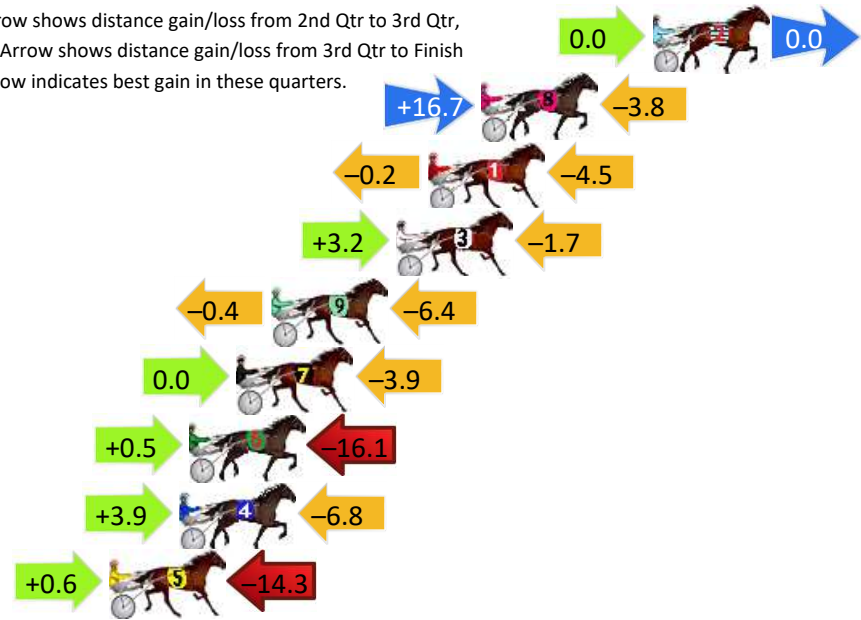 row shows distance gain/loss from 2nd Qtr to 3rd Qtr,
Arrow shows distance gain/loss from 3rd Qtr to Finish
ow indicates best gain in these quarters.
0.0 0.0
+16.7 8 −3.8
−0.2 1 −4.5
+3.2 3 −1.7
−0.4 9 −6.4
0.0 7 −3.9
+0.5 6 −16.1
+3.9 4 −6.8
+0.6 5 −14.3